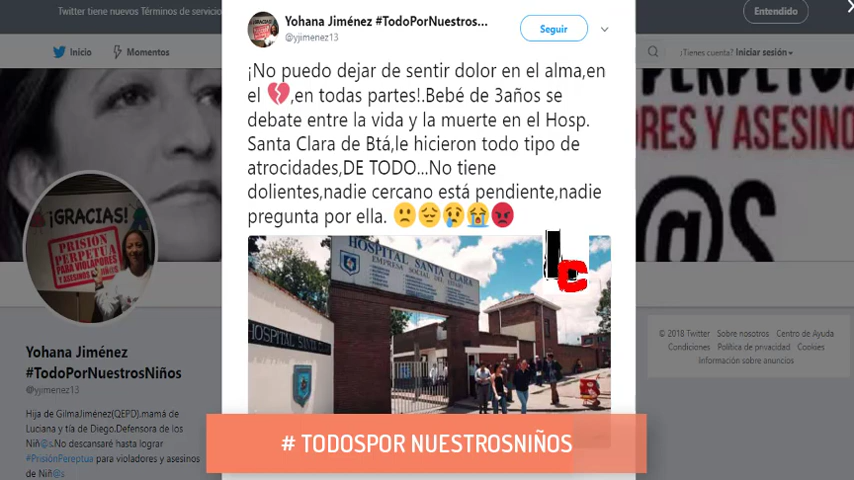 Twitter tiene nuevos Términos de servicio
Entendido
Inicio
Momentos
¿Tienes cuenta? Iniciar sesión
Yohana Jiménez #TodoPorNuestros...
@yjimenez13
Seguir
¡No puedo dejar de sentir dolor en el alma,en
el 💔,en todas partes!.Bebé de 3años se
debate entre la vida y la muerte en el Hosp.
Santa Clara de Btá,le hicieron todo tipo de
atrocidades,DE TODO...No tiene
dolientes,nadie cercano está pendiente,nadie
pregunta por ella. 🙁😔😢😭😡
HOSPITAL SANTA CLARA
EMPRESA SOCIAL DEL ESTADO
HOSPITAL SANTA
LC
¡GRACIAS!
PRISIÓN
PERPETUA
PARA VIOLADORES
Y ASESINOS
DE NIÑOS
ORES Y ASESINO
@S
Yohana Jiménez
#TodoPorNuestrosNiños
@yjimenez13
Hija de GilmaJiménez(QEPD).mamá de
Luciana y tía de Diego.Defensora de los
Niñ@s.No descansaré hasta lograr
#PrisiónPereptua para violadores y asesinos
de Niñ@s
© 2018 Twitter Sobre nosotros Centro de Ayuda
Condiciones Política de privacidad Cookies
Información sobre anuncios
# TODOSPOR NUESTROSNIÑOS